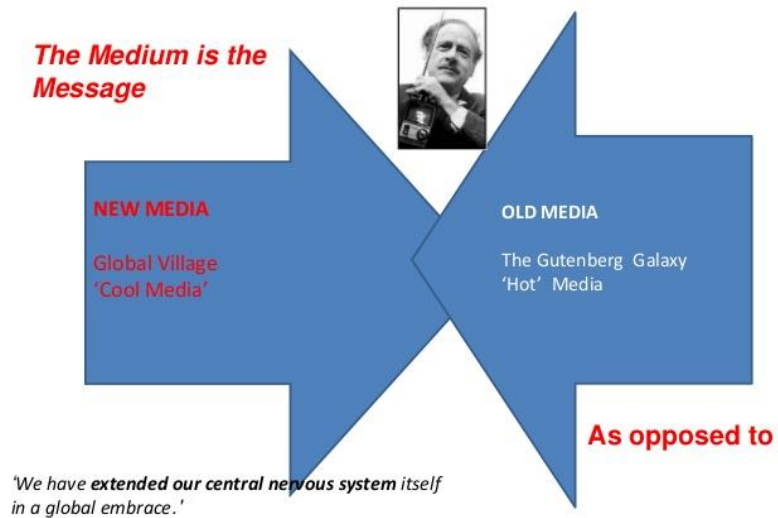 The Medium is the
Message
NEW MEDIA
Global Village
‘Cool Media’
OLD MEDIA
The Gutenberg Galaxy
‘Hot’ Media
As opposed to
‘We have extended our central nervous system itself
in a global embrace.’